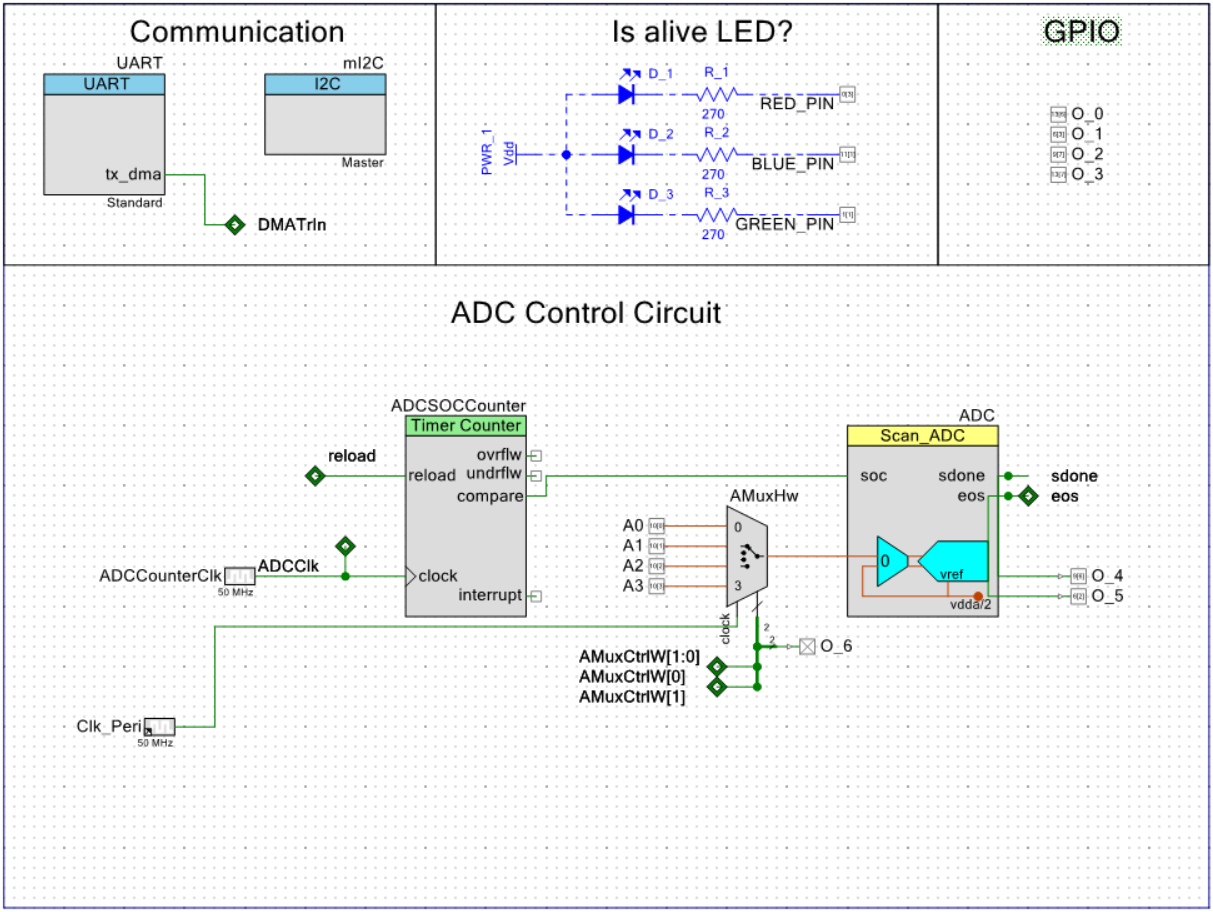 Communication
Is alive LED?
GPIO
UART
UART
tx_dma
Standard
DMATrIn
mI2C
I2C
Master
PWR_1
Vdd
D_1
R_1
270
RED_PIN
D_2
R_2
270
BLUE_PIN
D_3
R_3
270
GREEN_PIN
O_0
O_1
O_2
O_3
ADC Control Circuit
ADCSOCCounter
Timer Counter
ovrflw
reload
reload
undrflw
compare
ADCCounterClk
50 MHz
ADCClk
clock
interrupt
AMuxHw
A0
A1
A2
A3
0
3
clock
2
2
O_6
AMuxCtrlW[1:0]
AMuxCtrlW[0]
AMuxCtrlW[1]
Clk_Peri
50 MHz
ADC
Scan_ADC
soc
sdone
sdone
eos
eos
0
vref
vdda/2
O_4
O_5